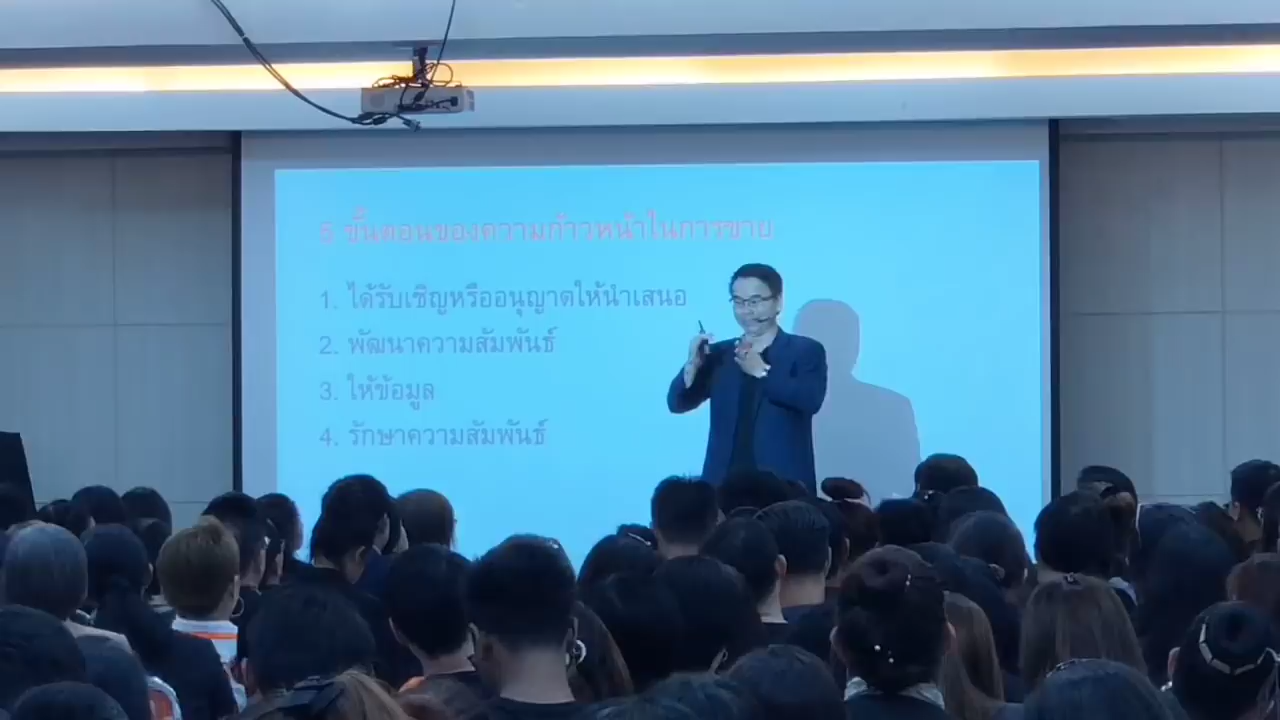 5 ขั้นตอนของความก้าวหน้าในการขาย
1. ได้รับเชิญหรืออนุญาตให้นำเสนอ
2. พัฒนาความสัมพันธ์
3. ให้ข้อมูล
4. รักษาความสัมพันธ์